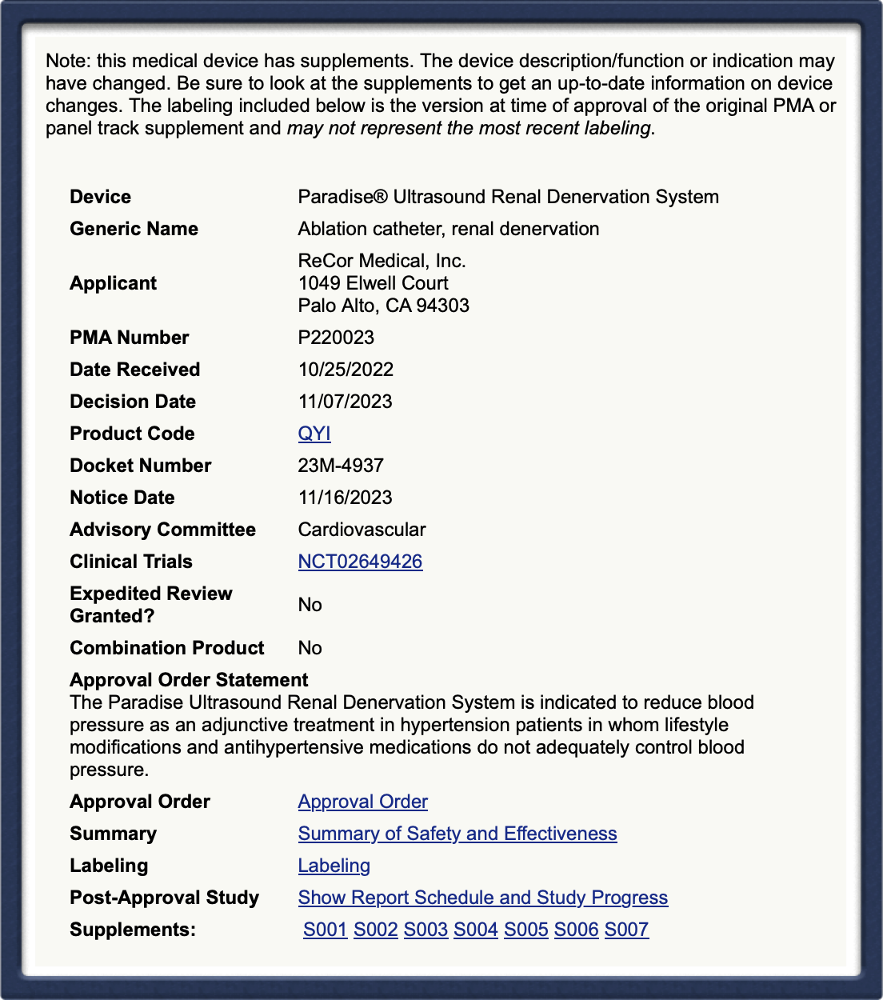 Note: this medical device has supplements. The device description/function or indication may
have changed. Be sure to look at the supplements to get an up-to-date information on device
changes. The labeling included below is the version at time of approval of the original PMA or
panel track supplement and may not represent the most recent labeling.
Device Paradise® Ultrasound Renal Denervation System
Generic Name Ablation catheter, renal denervation
Applicant ReCor Medical, Inc.
1049 Elwell Court
Palo Alto, CA 94303
PMA Number P220023
Date Received 10/25/2022
Decision Date 11/07/2023
Product Code QYI
Docket Number 23M-4937
Notice Date 11/16/2023
Advisory Committee Cardiovascular
Clinical Trials NCT02649426
Expedited Review
Granted? No
Combination Product No
Approval Order Statement
The Paradise Ultrasound Renal Denervation System is indicated to reduce blood
pressure as an adjunctive treatment in hypertension patients in whom lifestyle
modifications and antihypertensive medications do not adequately control blood
pressure.
Approval Order Approval Order
Summary Summary of Safety and Effectiveness
Labeling Labeling
Post-Approval Study Show Report Schedule and Study Progress
Supplements: S001 S002 S003 S004 S005 S006 S007